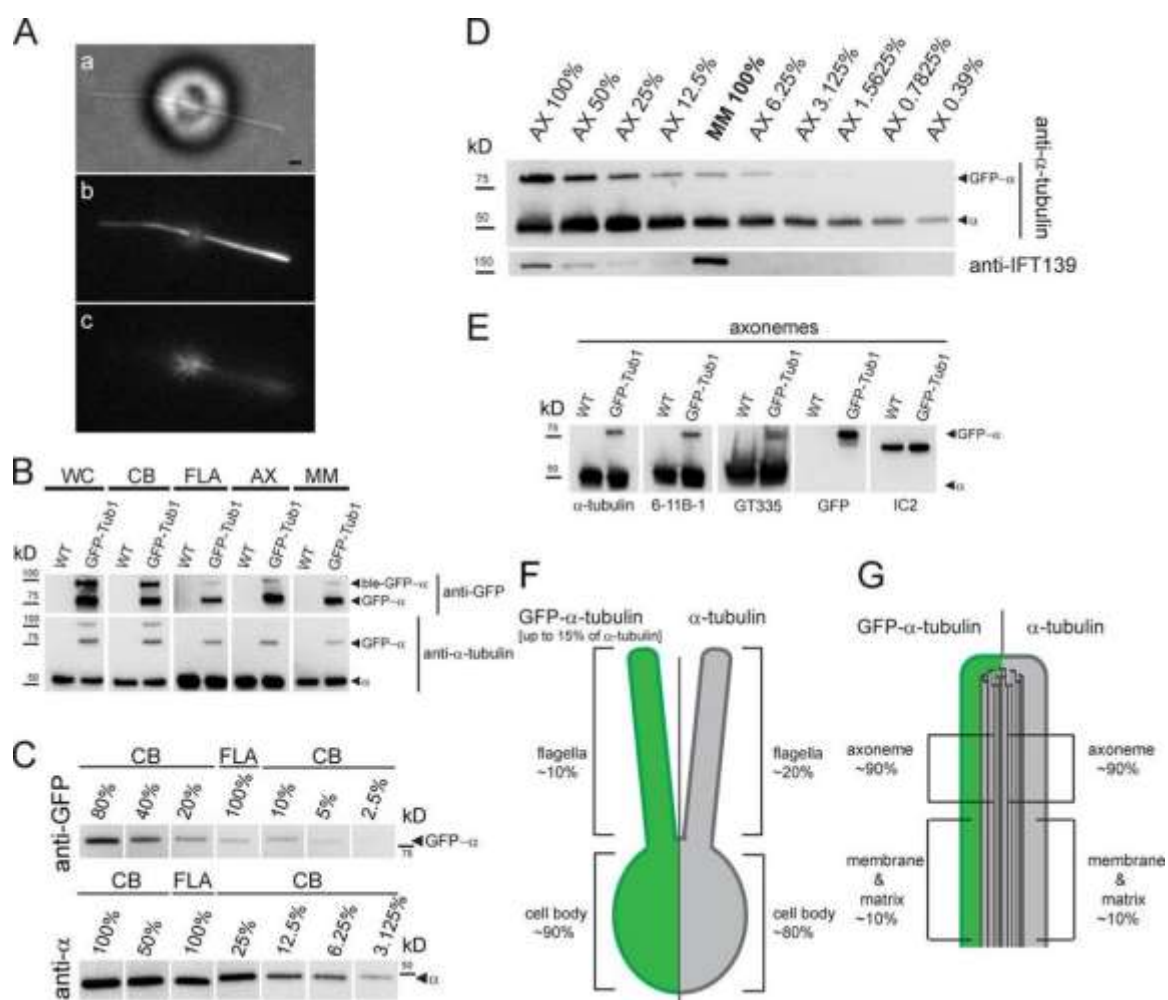 A
a
b
c
B
WC CB FLA AX MM
WT GFP-Tub1 WT GFP-Tub1 WT GFP-Tub1 WT GFP-Tub1 WT GFP-Tub1
kD
100
75
ble-GFP-α
GFP-α
anti-GFP
100
75
50
GFP-α
α
anti-α-tubulin
C
CB FLA CB
80% 40% 20% 100% 10% 5% 2.5%
kD
anti-GFP
GFP-α
75
CB FLA CB
100% 50% 100% 25% 12.5% 6.25% 3.125%
kD
anti-α
50
α
D
AX 100% AX 50% AX 25% AX 12.5% MM 100% AX 6.25% AX 3.125% AX 1.5625% AX 0.7825% AX 0.39%
kD
75
50
GFP-α
α
anti-α-tubulin
150
anti-IFT139
E
axonemes
WT GFP-Tub1 WT GFP-Tub1 WT GFP-Tub1 WT GFP-Tub1 WT GFP-Tub1
kD
75
50
GFP-α
α
α-tubulin 6-11B-1 GT335 GFP IC2
F
GFP-α-tubulin α-tubulin
[up to 15% of α-tubulin]
flagella
~10%
flagella
~20%
cell body
~90%
cell body
~80%
G
GFP-α-tubulin α-tubulin
axoneme
~90%
axoneme
~90%
membrane
&
matrix
~10%
membrane
&
matrix
~10%